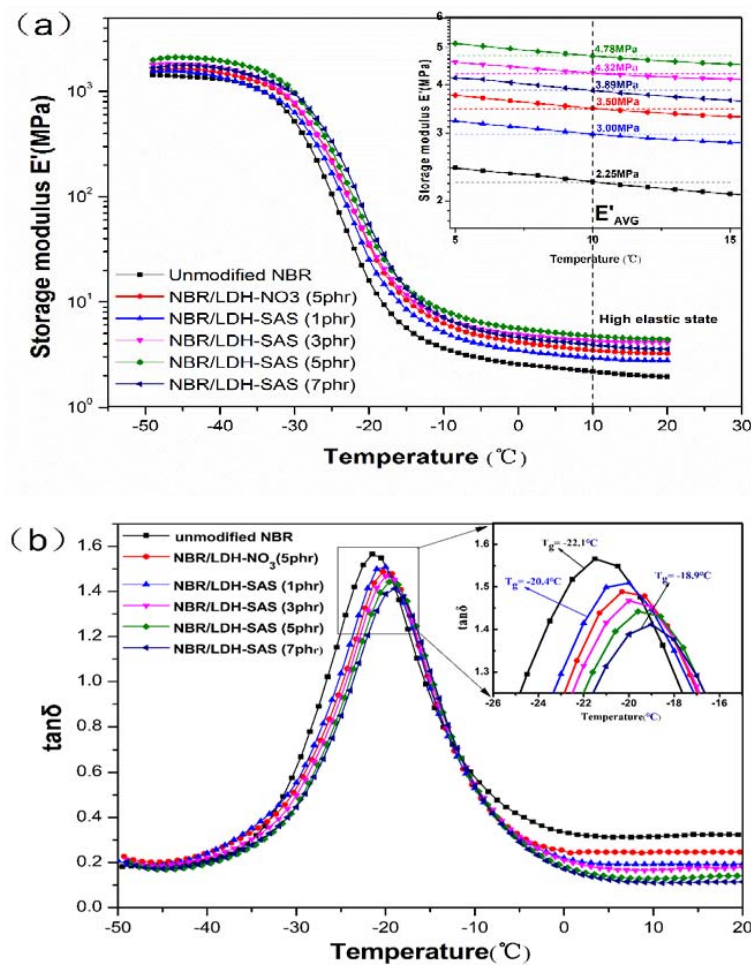 (a)
Storage modulus E'(MPa)
10³
10²
10¹
10⁰
-50 -40 -30 -20 -10 0 10 20 30
Temperature (℃)
Unmodified NBR
NBR/LDH-NO3 (5phr)
NBR/LDH-SAS (1phr)
NBR/LDH-SAS (3phr)
NBR/LDH-SAS (5phr)
NBR/LDH-SAS (7phr)
High elastic state
Storage modulus E'(MPa)
6
5
4
3
2
4.78MPa
4.32MPa
3.89MPa
3.50MPa
3.00MPa
2.25MPa
E'AVG
5 10 15
Temperature (℃)
(b)
tanδ
1.6
1.4
1.2
1.0
0.8
0.6
0.4
0.2
0.0
-50 -40 -30 -20 -10 0 10 20
Temperature(℃)
unmodified NBR
NBR/LDH-NO₃(5phr)
NBR/LDH-SAS (1phr)
NBR/LDH-SAS (3phr)
NBR/LDH-SAS (5phr)
NBR/LDH-SAS (7phr)
tanδ
1.6
1.5
1.4
1.3
Tg= -22.1℃
Tg= -20.4℃
Tg= -18.9℃
-26 -24 -22 -20 -18 -16
Temperature(℃)